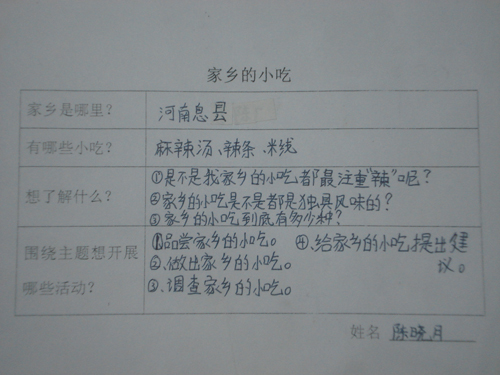 家乡的小吃
家乡是哪里？ 河南息县
有哪些小吃？ 麻辣汤、辣条、米线
想了解什么？
①是不是我家乡的小吃都最注重“辣”呢？
②家乡的小吃是不是都是独具风味的？
③家乡的小吃到底有多少种？
围绕主题想开展
哪些活动？
①品尝家乡的小吃。 ④、给家乡的小吃提出建
议。
②、做出家乡的小吃。
③、调查家乡的小吃。
姓名 陈晓月